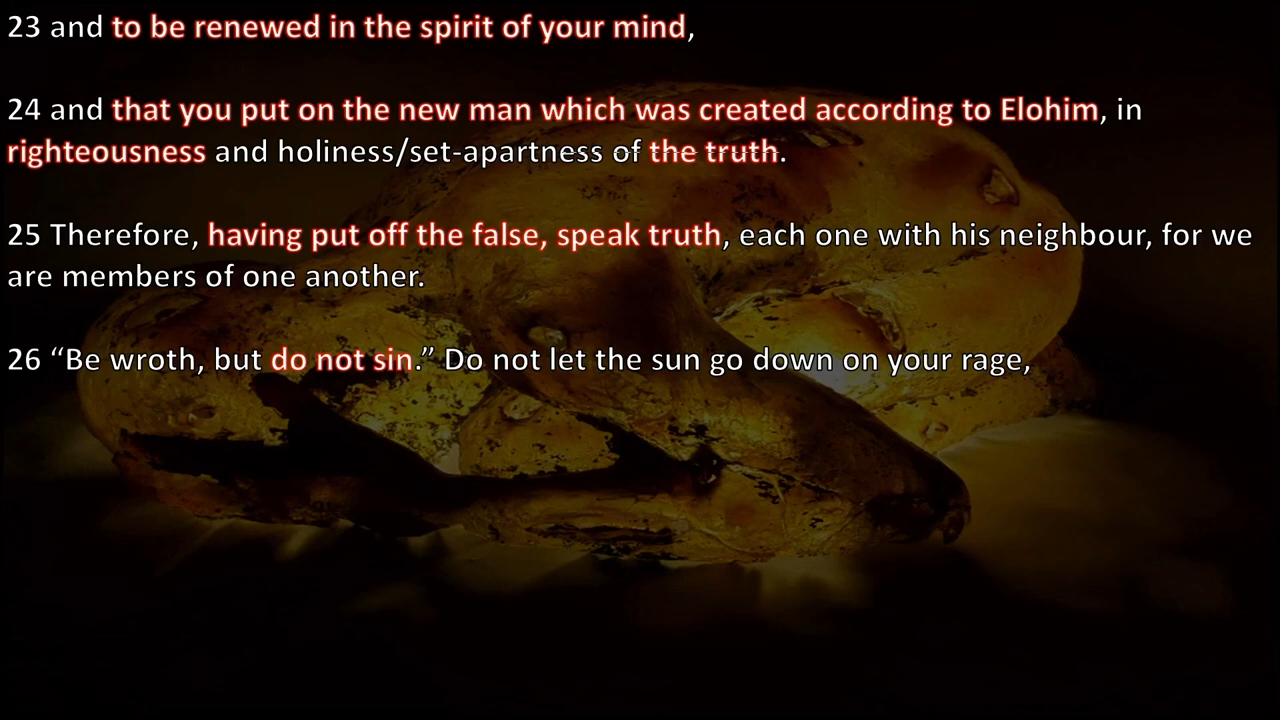 23 and to be renewed in the spirit of your mind,
24 and that you put on the new man which was created according to Elohim, in
righteousness and holiness/set-apartness of the truth.
25 Therefore, having put off the false, speak truth, each one with his neighbour, for we
are members of one another.
26 “Be wroth, but do not sin.” Do not let the sun go down on your rage,